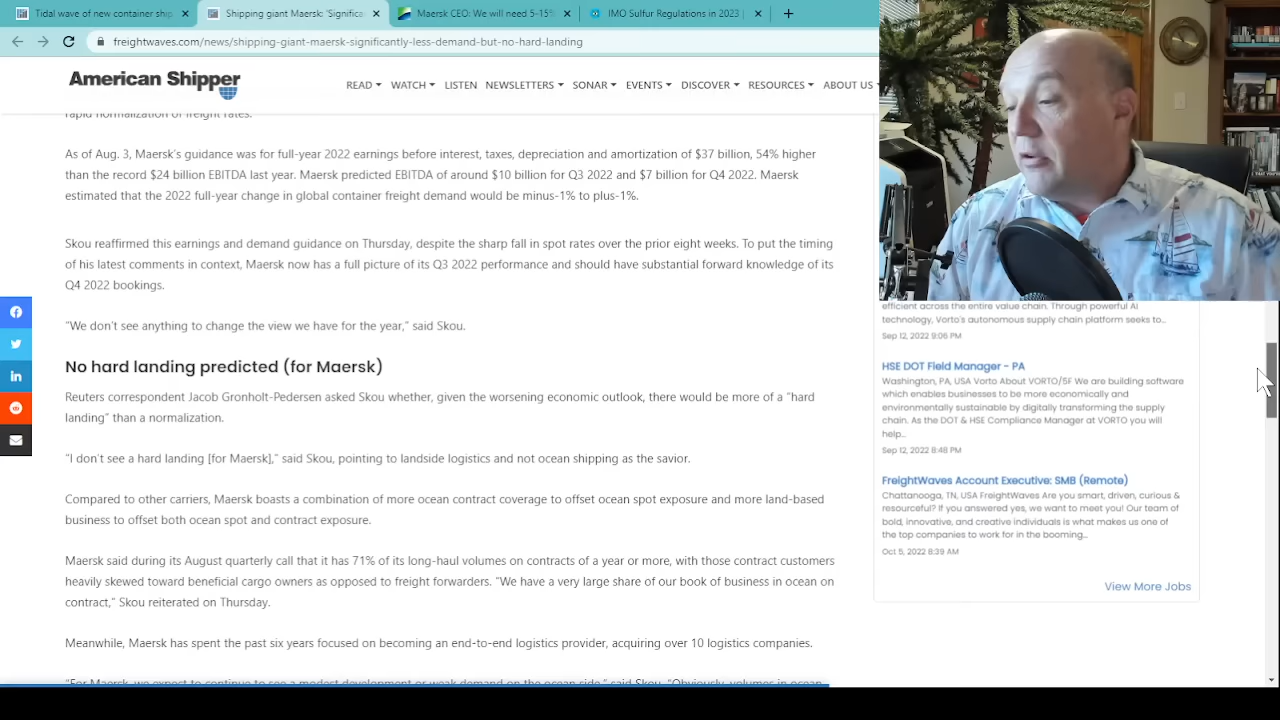 Tidal wave of new container ship
Shipping giant Maersk: 'Significa
Maersk Skou: We will need 5-15%
IMO Regulations in 2023 |
freightwaves.com/news/shipping-giant-maersk-significantly-less-demand-but-no-hard-landing
American Shipper
READ WATCH LISTEN NEWSLETTERS SONAR EVENTS DISCOVER RESOURCES ABOUT US
rapid normalization of freight rates.
As of Aug. 3, Maersk's guidance was for full-year 2022 earnings before interest, taxes, depreciation and amortization of $37 billion, 54% higher
than the record $24 billion EBITDA last year. Maersk predicted EBITDA of around $10 billion for Q3 2022 and $7 billion for Q4 2022. Maersk
estimated that the 2022 full-year change in global container freight demand would be minus-1% to plus-1%.
Skou reaffirmed this earnings and demand guidance on Thursday, despite the sharp fall in spot rates over the prior eight weeks. To put the timing
of his latest comments in context, Maersk now has a full picture of its Q3 2022 performance and should have substantial forward knowledge of its
Q4 2022 bookings.
"We don't see anything to change the view we have for the year," said Skou.
No hard landing predicted (for Maersk)
Reuters correspondent Jacob Gronholt-Pedersen asked Skou whether, given the worsening economic outlook, there would be more of a "hard
landing" than a normalization.
"I don't see a hard landing [for Maersk]," said Skou, pointing to landside logistics and not ocean shipping as the savior.
Compared to other carriers, Maersk boasts a combination of more ocean contract coverage to offset ocean spot exposure and more land-based
business to offset both ocean spot and contract exposure.
Maersk said during its August quarterly call that it has 71% of its long-haul volumes on contracts of a year or more, with those contract customers
heavily skewed toward beneficial cargo owners as opposed to freight forwarders. "We have a very large share of our book of business in ocean on
contract," Skou reiterated on Thursday.
Meanwhile, Maersk has spent the past six years focused on becoming an end-to-end logistics provider, acquiring over 10 logistics companies.
"For Maersk, we expect to continue to see a modest development or weak demand on the ocean side," said Skou. "Obviously, volumes in ocean
efficient across the entire value chain. Through powerful AI
technology, Vorto's autonomous supply chain platform seeks to...
Sep 12, 2022 9:06 PM
HSE DOT Field Manager - PA
Washington, PA, USA Vorto About VORTO/5F We are building software
which enables businesses to be more economically and
environmentally sustainable by digitally transforming the supply
chain. As the DOT & HSE Compliance Manager at VORTO you will
help...
Sep 12, 2022 8:48 PM
FreightWaves Account Executive: SMB (Remote)
Chattanooga, TN, USA FreightWaves Are you smart, driven, curious &
resourceful? If you answered yes, we want to meet you! Our team of
bold, innovative, and creative individuals is what makes us one of
the top companies to work for in the booming...
Oct 5, 2022 8:39 AM
View More Jobs